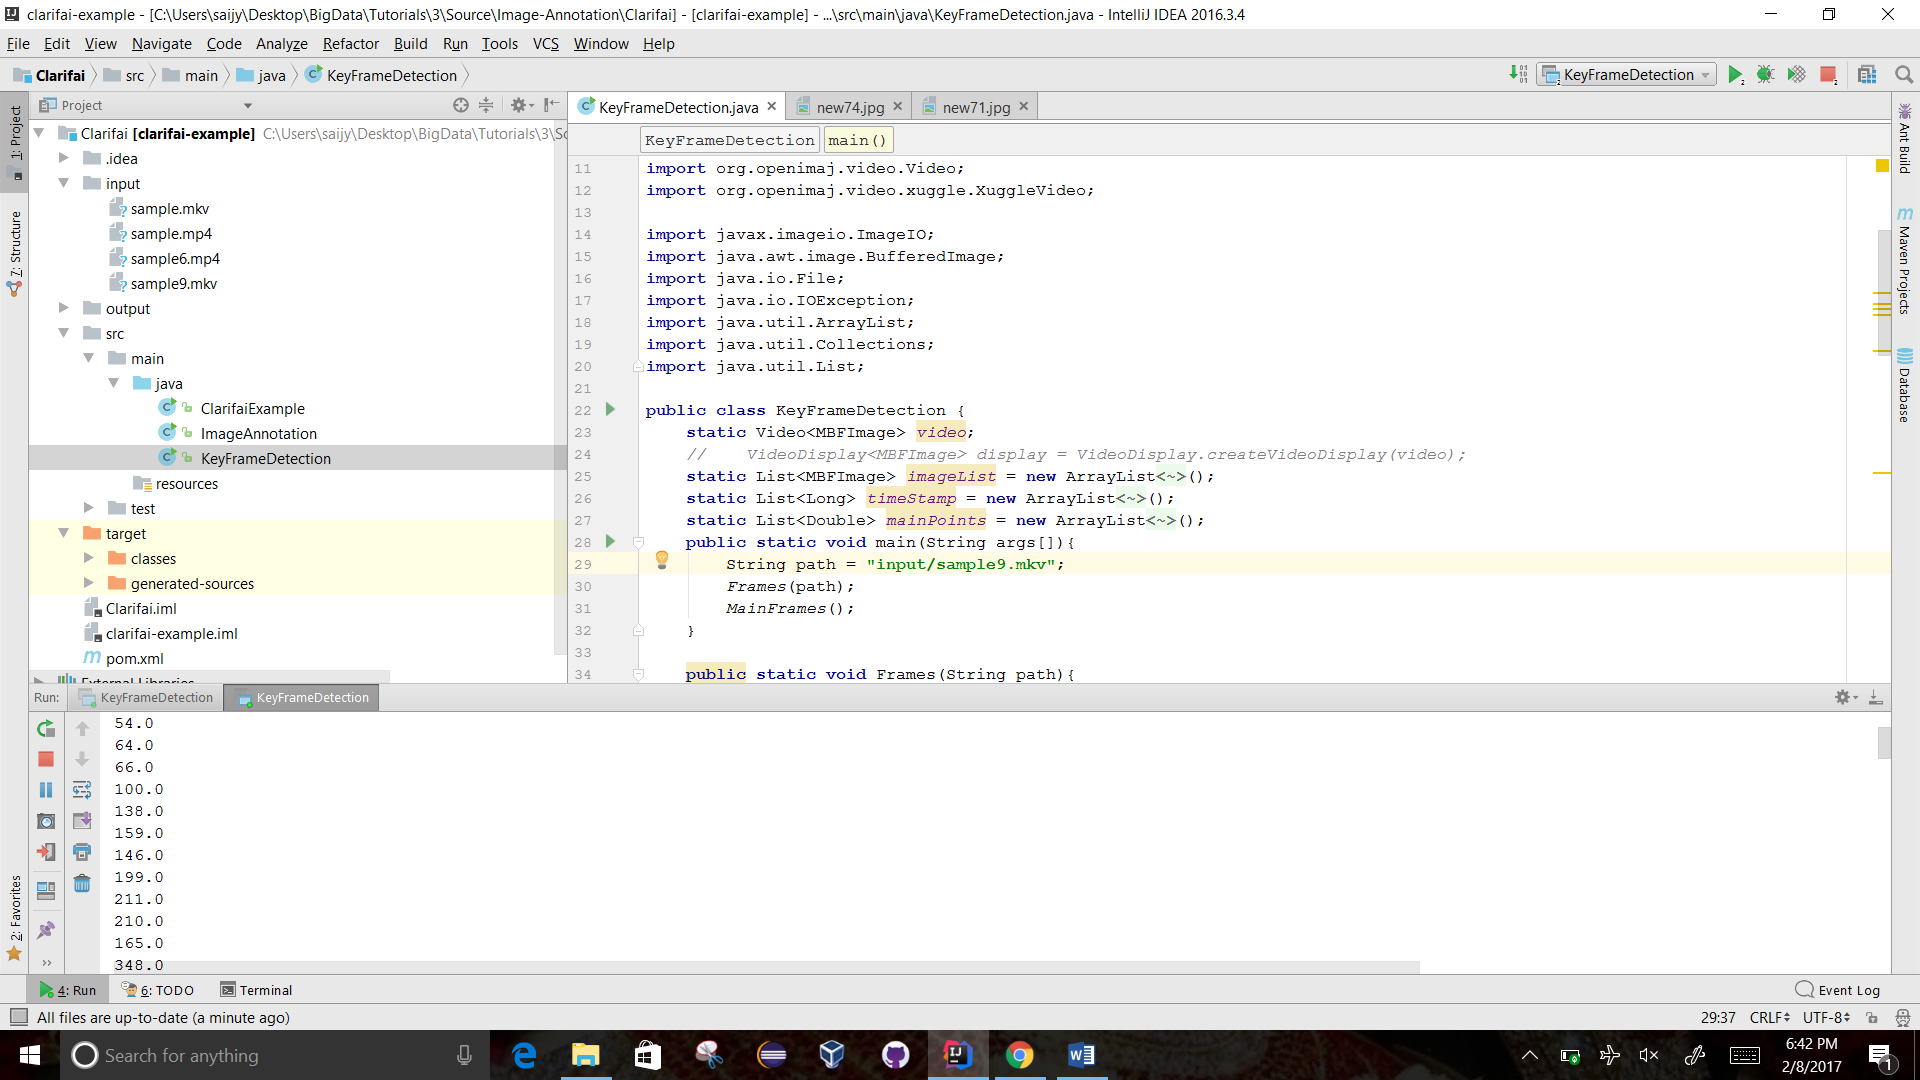 clarifai-example - [C:\Users\saijy\Desktop\BigData\Tutorials\3\Source\Image-Annotation\Clarifai] - [clarifai-example] - ...\src\main\java\KeyFrameDetection.java - IntelliJ IDEA 2016.3.4
File Edit View Navigate Code Analyze Refactor Build Run Tools VCS Window Help
Clarifai src main java KeyFrameDetection
KeyFrameDetection
Project
KeyFrameDetection.java new74.jpg new71.jpg
1: Project
7: Structure
2: Favorites
Clarifai [clarifai-example] C:\Users\saijy\Desktop\BigData\Tutorials\3\So
.idea
input
sample.mkv
sample.mp4
sample6.mp4
sample9.mkv
output
src
main
java
ClarifaiExample
ImageAnnotation
KeyFrameDetection
resources
test
target
classes
generated-sources
Clarifai.iml
clarifai-example.iml
pom.xml
External Libraries
KeyFrameDetection main()
11 import org.openimaj.video.Video;
12 import org.openimaj.video.xuggle.XuggleVideo;
13
14 import javax.imageio.ImageIO;
15 import java.awt.image.BufferedImage;
16 import java.io.File;
17 import java.io.IOException;
18 import java.util.ArrayList;
19 import java.util.Collections;
20 import java.util.List;
21
22 public class KeyFrameDetection {
23 static Video<MBFImage> video;
24 // VideoDisplay<MBFImage> display = VideoDisplay.createVideoDisplay(video);
25 static List<MBFImage> imageList = new ArrayList<~>();
26 static List<Long> timeStamp = new ArrayList<~>();
27 static List<Double> mainPoints = new ArrayList<~>();
28 public static void main(String args[]){
29 String path = "input/sample9.mkv";
30 Frames(path);
31 MainFrames();
32 }
33
34 public static void Frames(String path){
Ant Build
Maven Projects
Database
Run: KeyFrameDetection KeyFrameDetection
54.0
64.0
66.0
100.0
138.0
159.0
146.0
199.0
211.0
210.0
165.0
348.0
4: Run 6: TODO Terminal Event Log
All files are up-to-date (a minute ago) 29:37 CRLF UTF-8
Search for anything
6:42 PM
2/8/2017
1